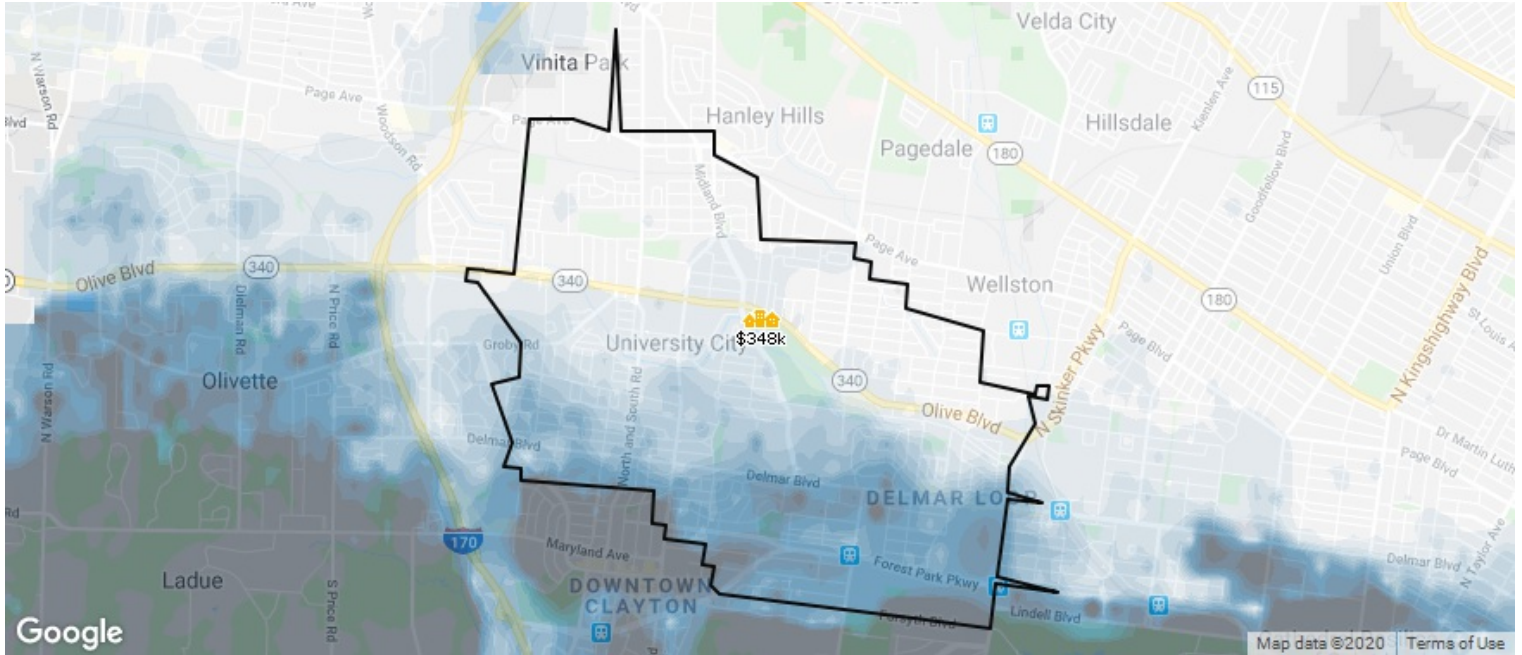 Velda City
Vinita Park
N Warson Rd
Page Ave
Woodson Rd
Page Ave
Hanley Hills
115
Kienlen Ave
Hillsdale
Pagedale
180
Goodfellow Blvd
Midland Blvd
Union Blvd
Page Ave
Olive Blvd
340
340
Wellston
N Kingshighway Blvd
180
Dielman Rd
N Price Rd
$348k
University City
Groby Rd
Page Blvd
N Skinker Pkwy
Olivette
N Warson Rd
340
Olive Blvd
North and South Rd
Delmar Blvd
Dr Martin Luth
Page Blvd
Delmar Blvd
DELMAR LOOP
Rd
170
Maryland Ave
Forest Park Pkwy
Delmar Blvd
N Taylor Ave
Ladue
S Price Rd
DOWNTOWN
CLAYTON
Forsyth Blvd
Lindell Blvd
Google
Map data ©2020
Terms of Use